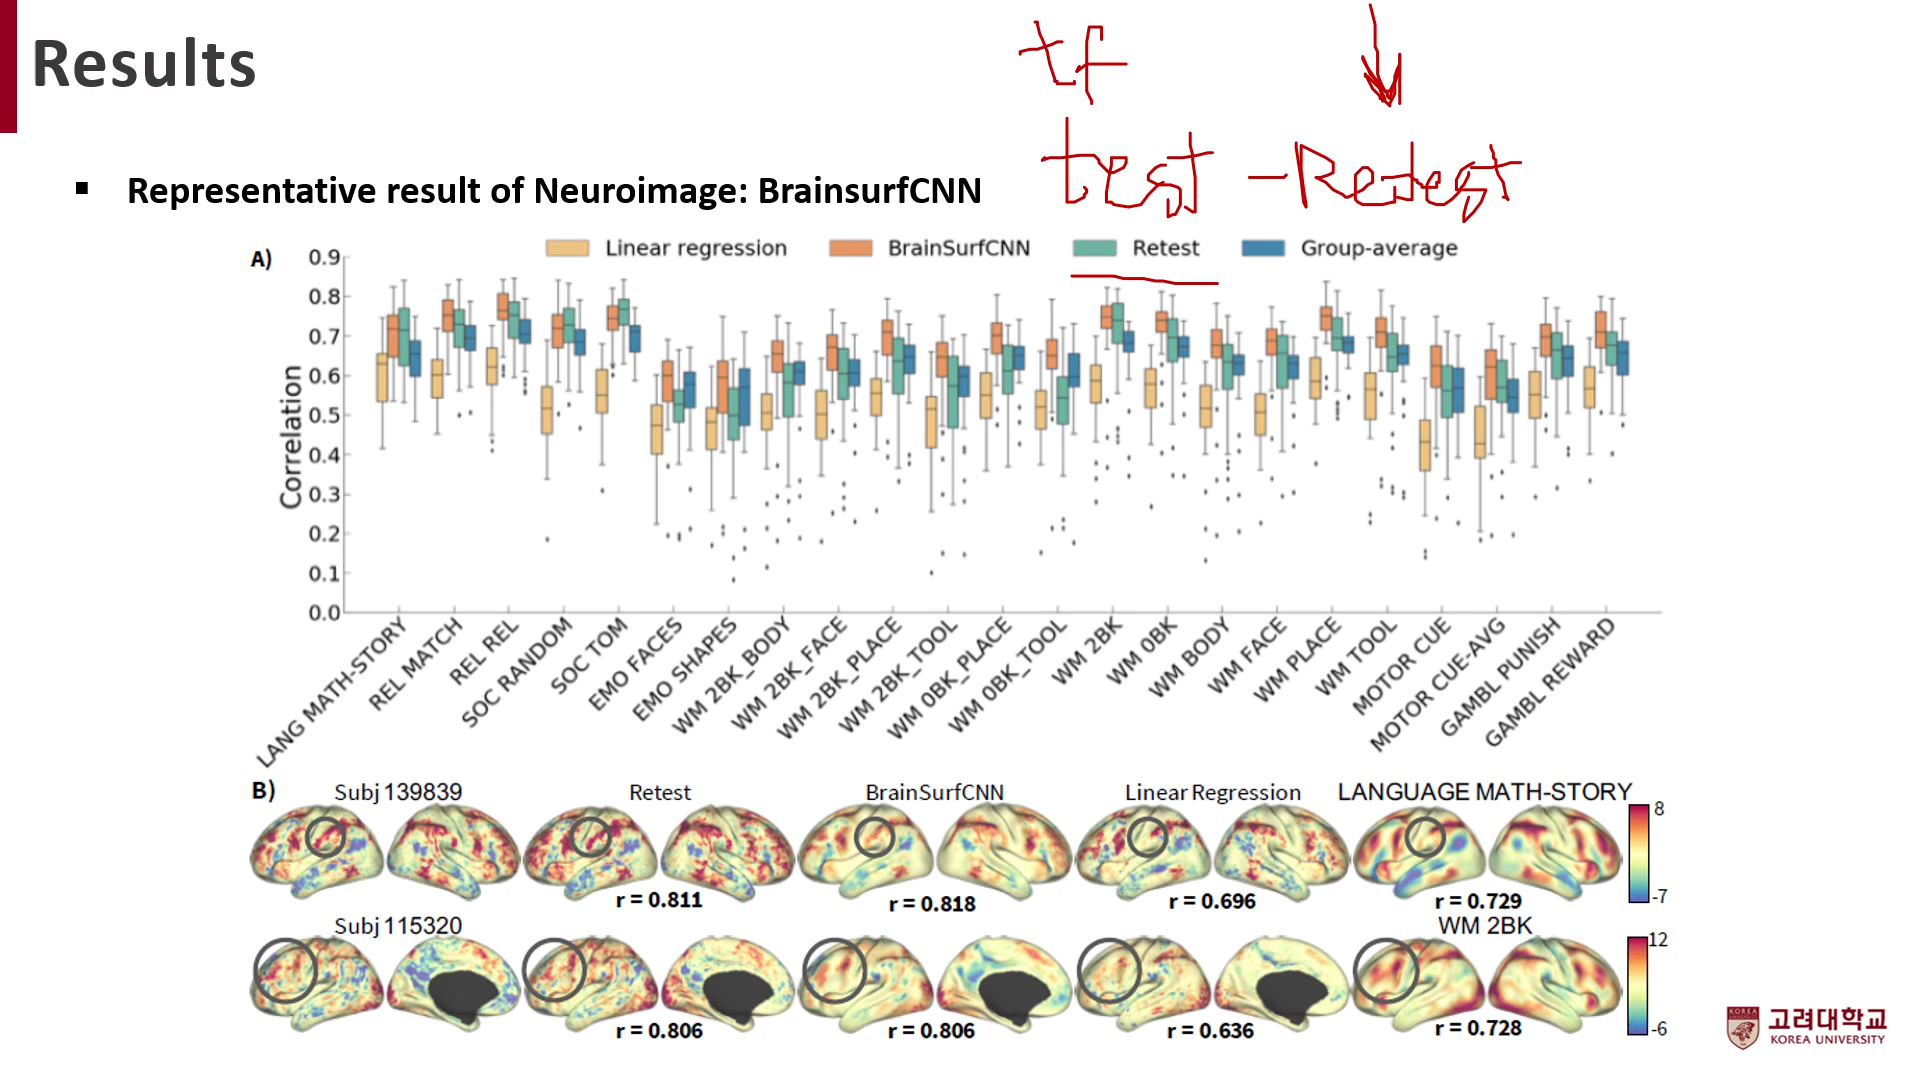 Results
tf
test - Retest
▪ Representative result of Neuroimage: BrainsurfCNN
A)
Linear regression BrainSurfCNN Retest Group-average
Correlation
0.9
0.8
0.7
0.6
0.5
0.4
0.3
0.2
0.1
0.0
LANG MATH-STORY
REL MATCH
REL REL
SOC RANDOM
SOC TOM
EMO FACES
EMO SHAPES
WM 2BK_BODY
WM 2BK_FACE
WM 2BK_PLACE
WM 2BK_TOOL
WM 0BK_PLACE
WM 0BK_TOOL
WM 2BK
WM 0BK
WM BODY
WM FACE
WM PLACE
WM TOOL
MOTOR CUE
MOTOR CUE-AVG
GAMBL PUNISH
GAMBL REWARD
B)
Subj 139839 Retest BrainSurfCNN Linear Regression LANGUAGE MATH-STORY
8
-7
r = 0.811 r = 0.818 r = 0.696 r = 0.729
Subj 115320 WM 2BK
12
-6
r = 0.806 r = 0.806 r = 0.636 r = 0.728
KOREA
고려대학교
KOREA UNIVERSITY